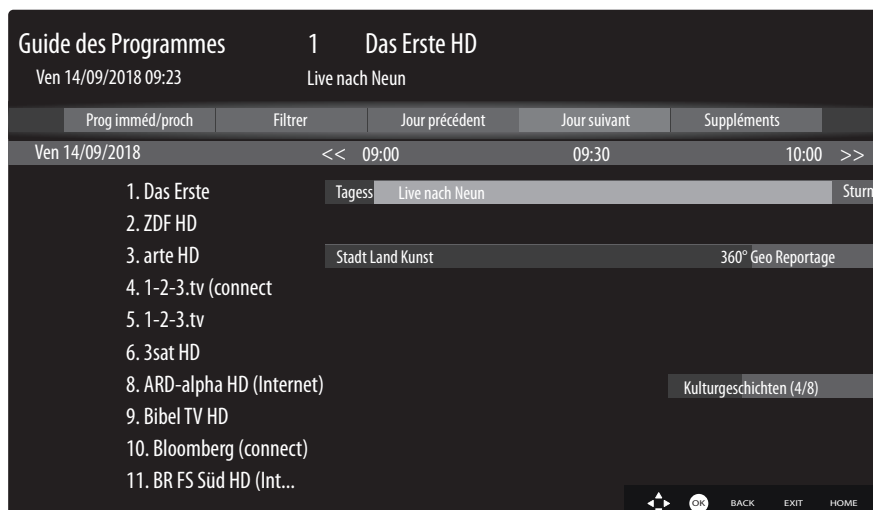 Guide des Programmes 1 Das Erste HD
Ven 14/09/2018 09:23 Live nach Neun
Prog imméd/proch Filtrer Jour précédent Jour suivant Suppléments
Ven 14/09/2018 << 09:00 09:30 10:00 >>
1. Das Erste Tagess Live nach Neun Sturm
2. ZDF HD
3. arte HD Stadt Land Kunst 360° Geo Reportage
4. 1-2-3.tv (connect
5. 1-2-3.tv
6. 3sat HD
8. ARD-alpha HD (Internet) Kulturgeschichten (4/8)
9. Bibel TV HD
10. Bloomberg (connect)
11. BR FS Süd HD (Int...
OK BACK EXIT HOME